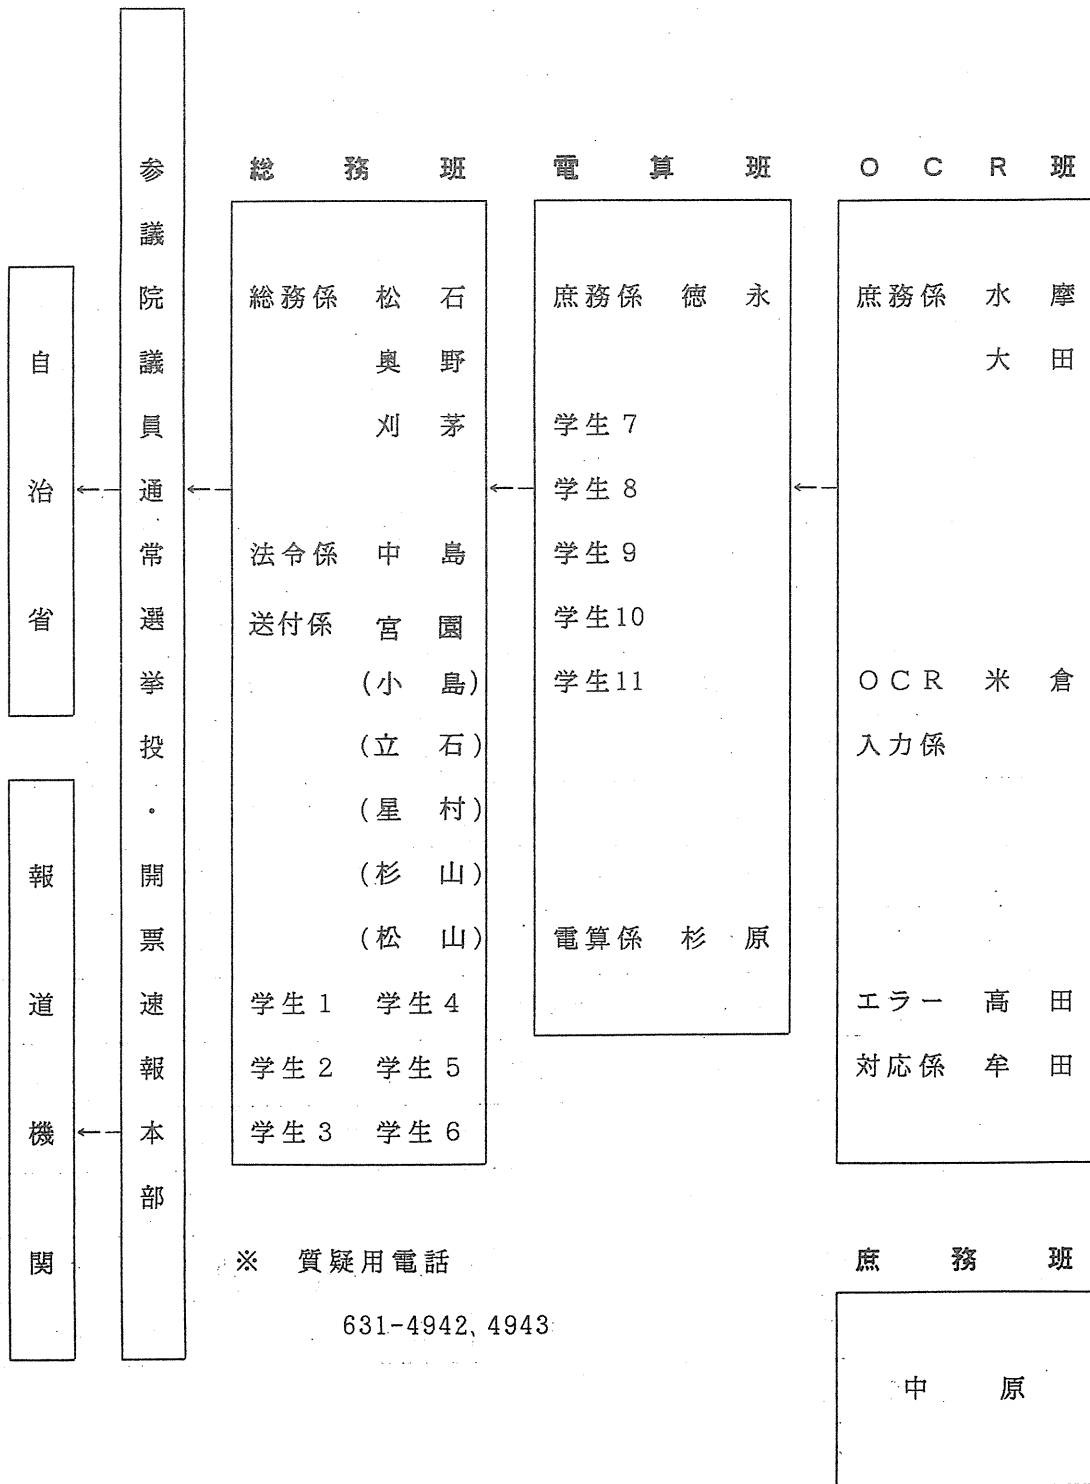 自治省
報道機関
参議院議員通常選挙投・開票速報本部
総務班
総務係 松石
奥野
刈茅
法令係 中島
送付係 宮園
(小島)
(立石)
(星村)
(杉山)
(松山)
学生1 学生4
学生2 学生5
学生3 学生6
電算班
庶務係 徳永
学生7
学生8
学生9
学生10
学生11
電算係 杉原
OCR班
庶務係 水摩
大田
OCR 米倉
入力係
エラー 高田
対応係 牟田
※ 質疑用電話
631-4942、4943
庶務班
中原